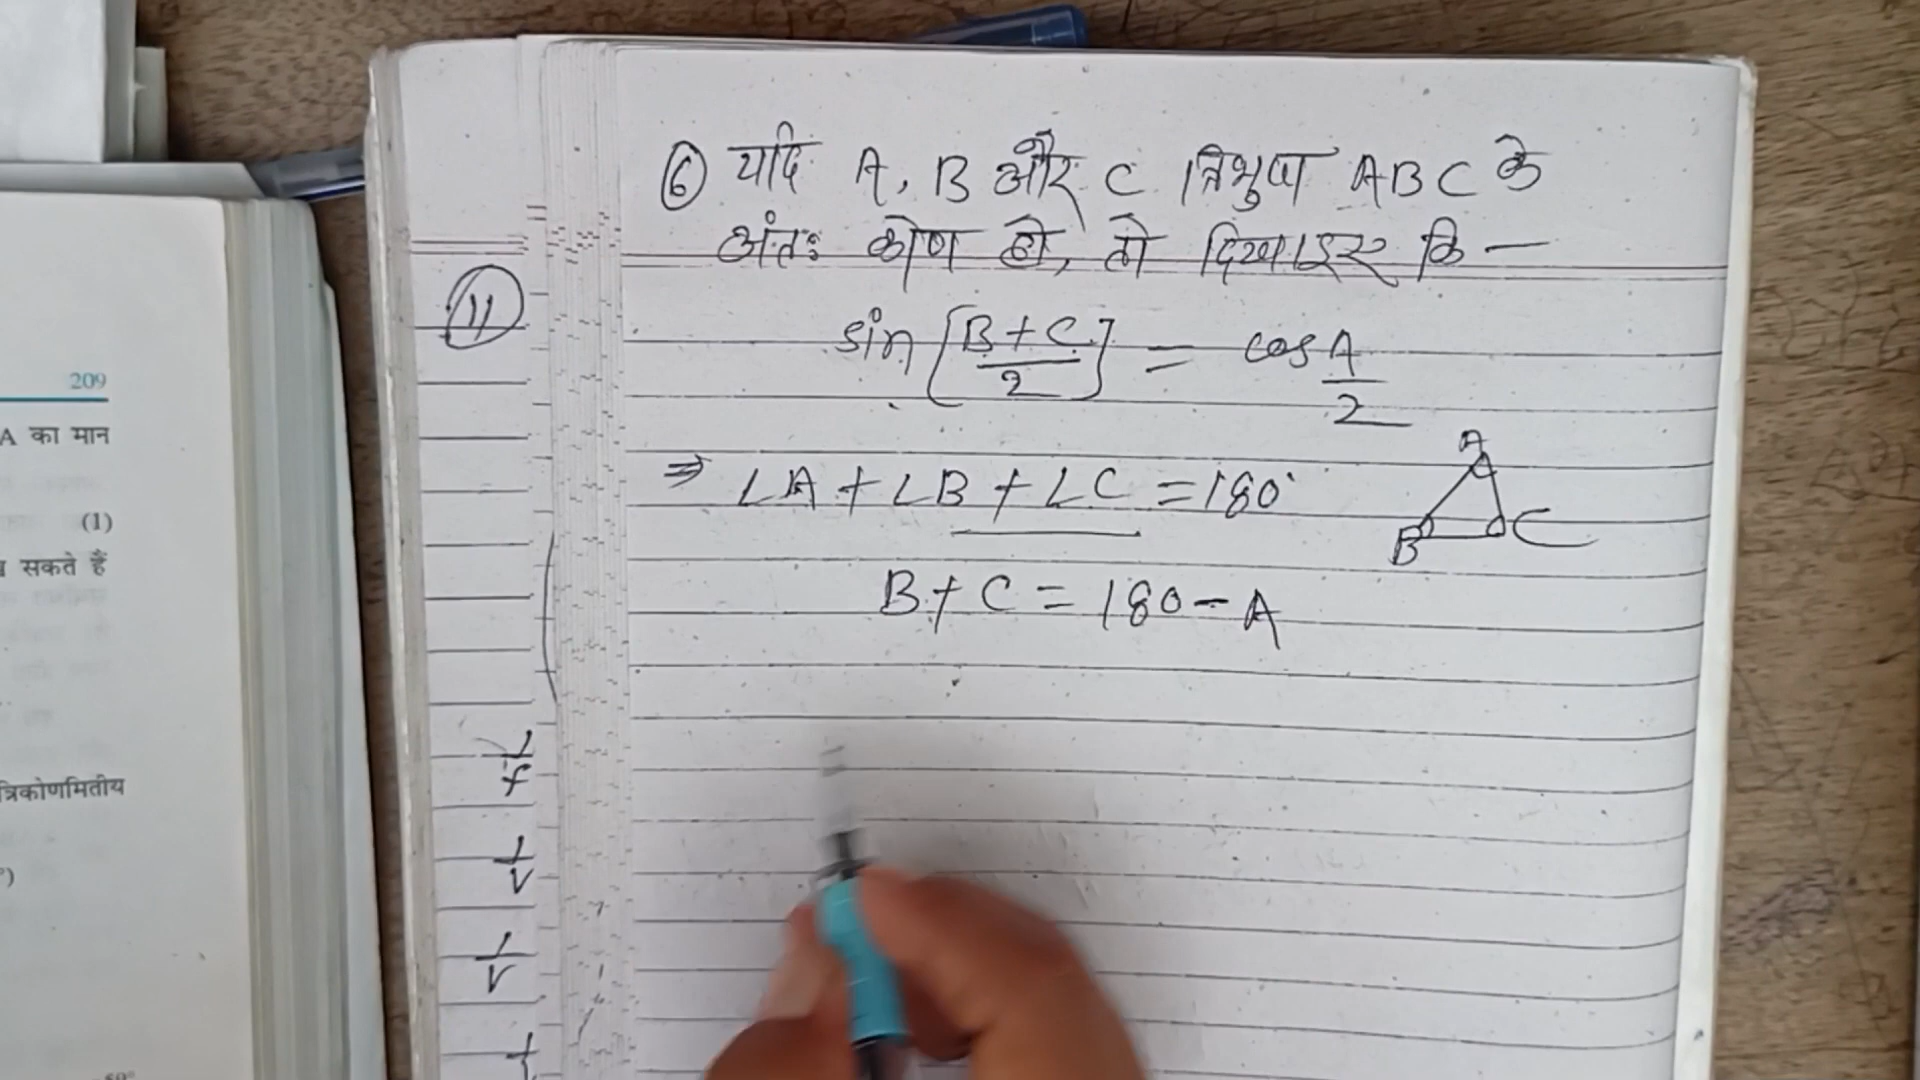 209
A का मान
(1)
सकते हैं
त्रिकोणमितीय
⑥ यदि A, B और C त्रिभुज ABC के
अंतः कोण हो, तो दिखाइए कि —
11
sin [B+C/2] = cos A/2
⇒ ∠A + ∠B + ∠C = 180°
A
B C
B + C = 180 - A